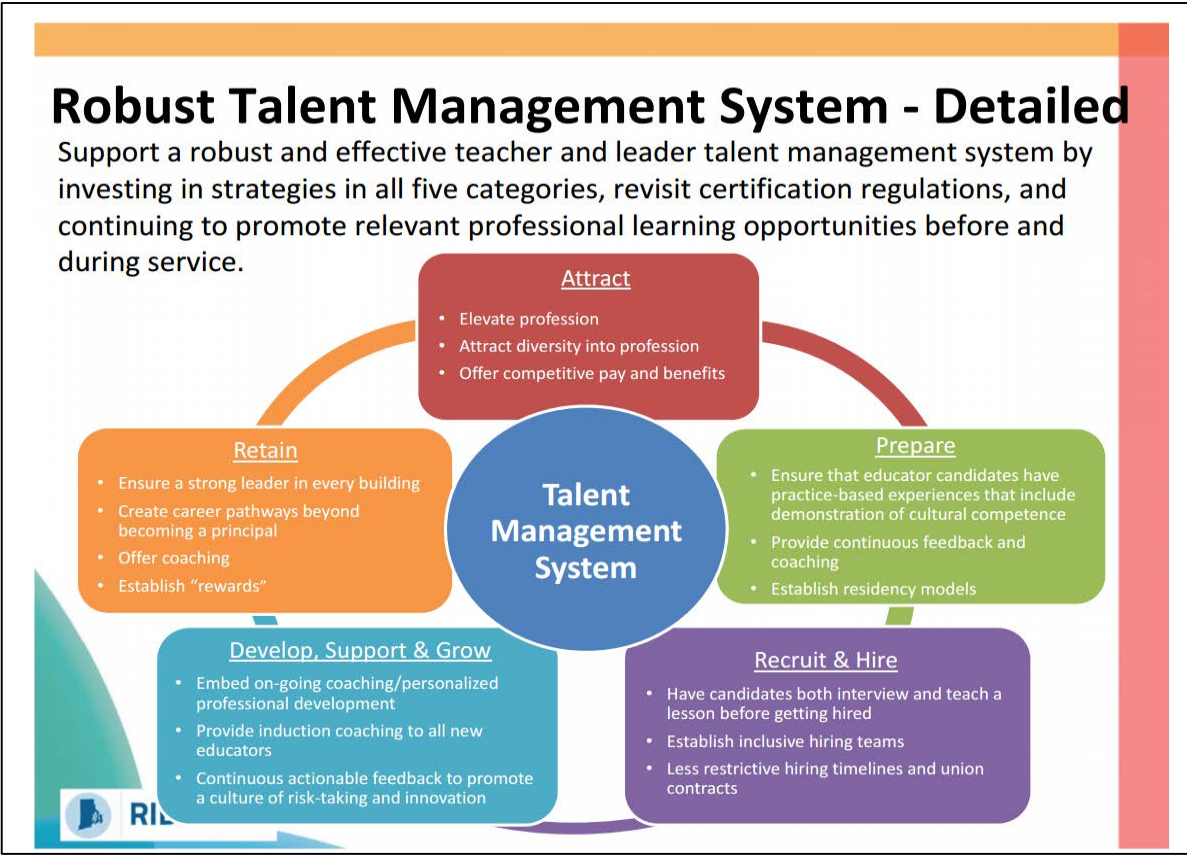 Robust Talent Management System - Detailed
Support a robust and effective teacher and leader talent management system by
investing in strategies in all five categories, revisit certification regulations, and
continuing to promote relevant professional learning opportunities before and
during service.
Attract
• Elevate profession
• Attract diversity into profession
• Offer competitive pay and benefits
Retain
• Ensure a strong leader in every building
• Create career pathways beyond
becoming a principal
• Offer coaching
• Establish “rewards”
Talent
Management
System
Prepare
• Ensure that educator candidates have
practice-based experiences that include
demonstration of cultural competence
• Provide continuous feedback and
coaching
• Establish residency models
Develop, Support & Grow
• Embed on-going coaching/personalized
professional development
• Provide induction coaching to all new
educators
• Continuous actionable feedback to promote
a culture of risk-taking and innovation
Recruit & Hire
• Have candidates both interview and teach a
lesson before getting hired
• Establish inclusive hiring teams
• Less restrictive hiring timelines and union
contracts